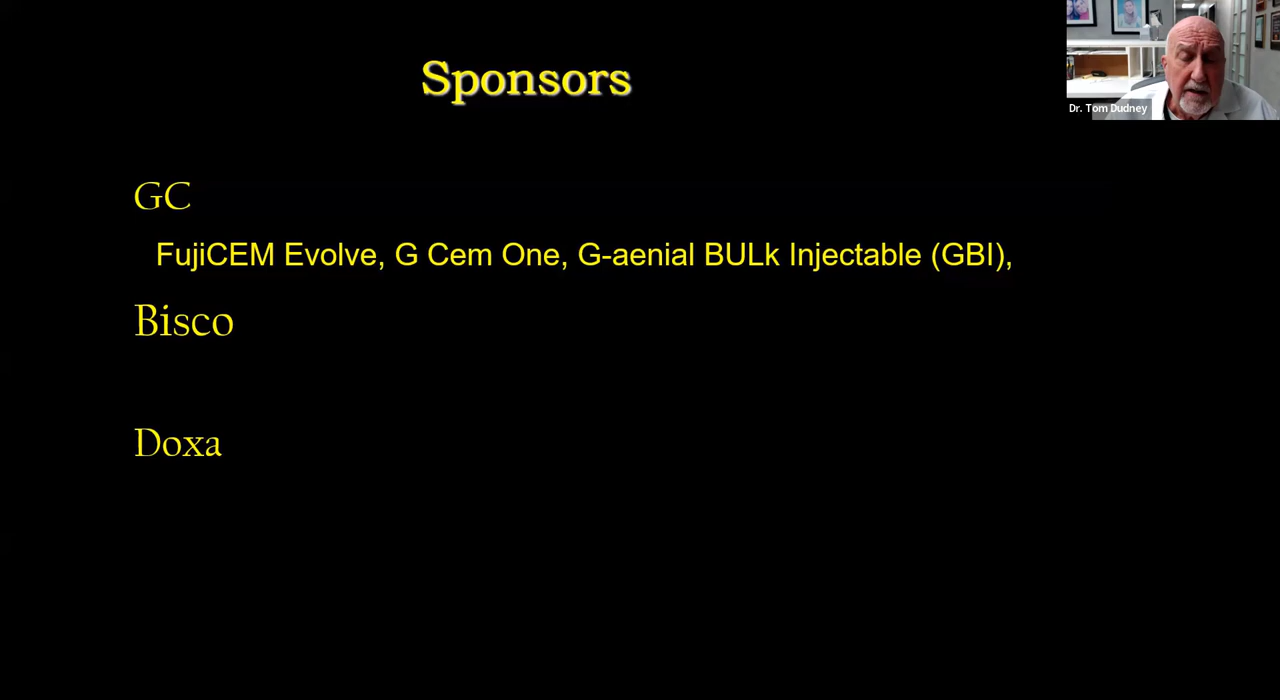 Sponsors
Dr. Tom Dudney
GC
FujiCEM Evolve, G Cem One, G-aenial BULk Injectable (GBI),
Bisco
Doxa